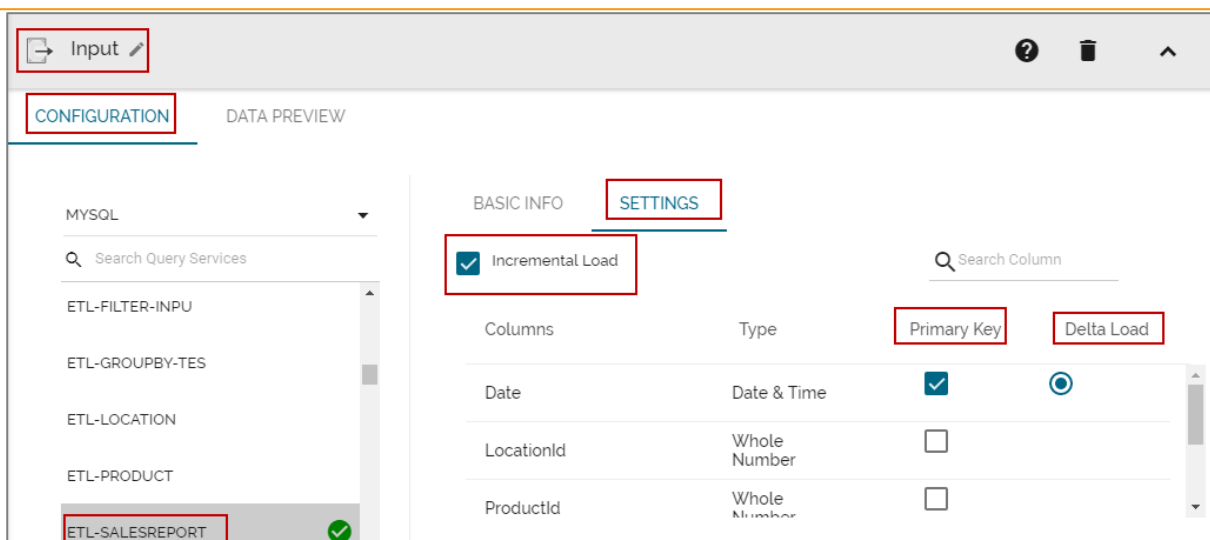 Input
CONFIGURATION DATA PREVIEW
MYSQL
Search Query Services
ETL-FILTER-INPU
ETL-GROUPBY-TES
ETL-LOCATION
ETL-PRODUCT
ETL-SALESREPORT
BASIC INFO SETTINGS
Incremental Load Search Column
Columns Type Primary Key Delta Load
Date Date & Time
LocationId Whole
Number
ProductId Whole
Number